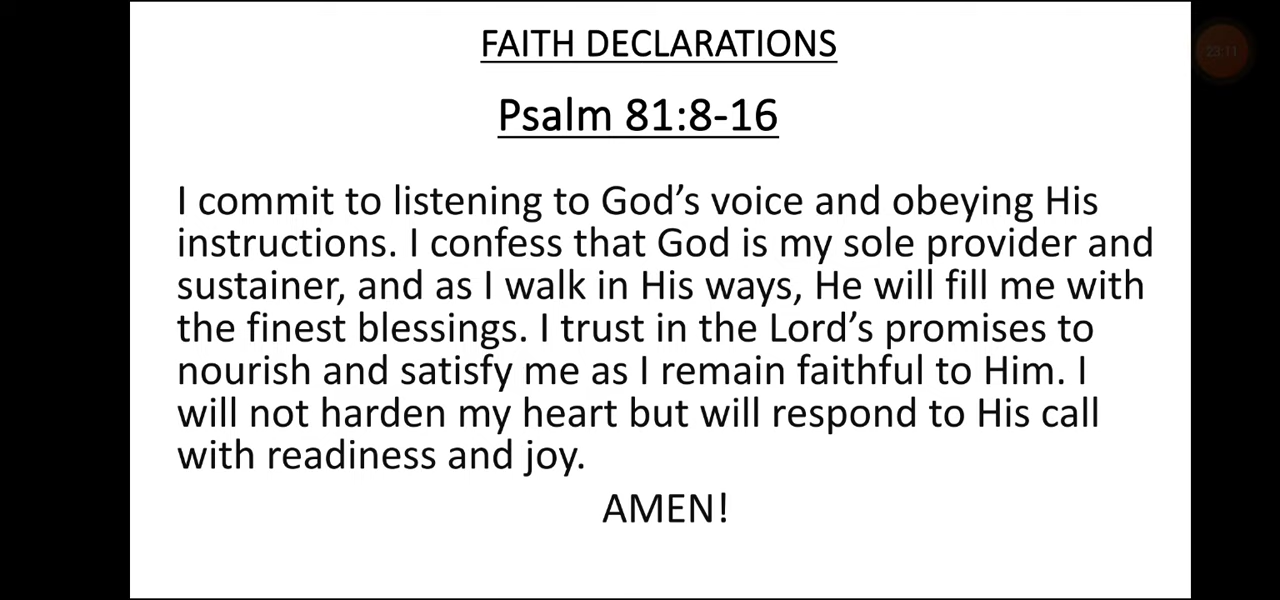 FAITH DECLARATIONS
23:11
Psalm 81:8-16
I commit to listening to God’s voice and obeying His
instructions. I confess that God is my sole provider and
sustainer, and as I walk in His ways, He will fill me with
the finest blessings. I trust in the Lord’s promises to
nourish and satisfy me as I remain faithful to Him. I
will not harden my heart but will respond to His call
with readiness and joy.
AMEN!